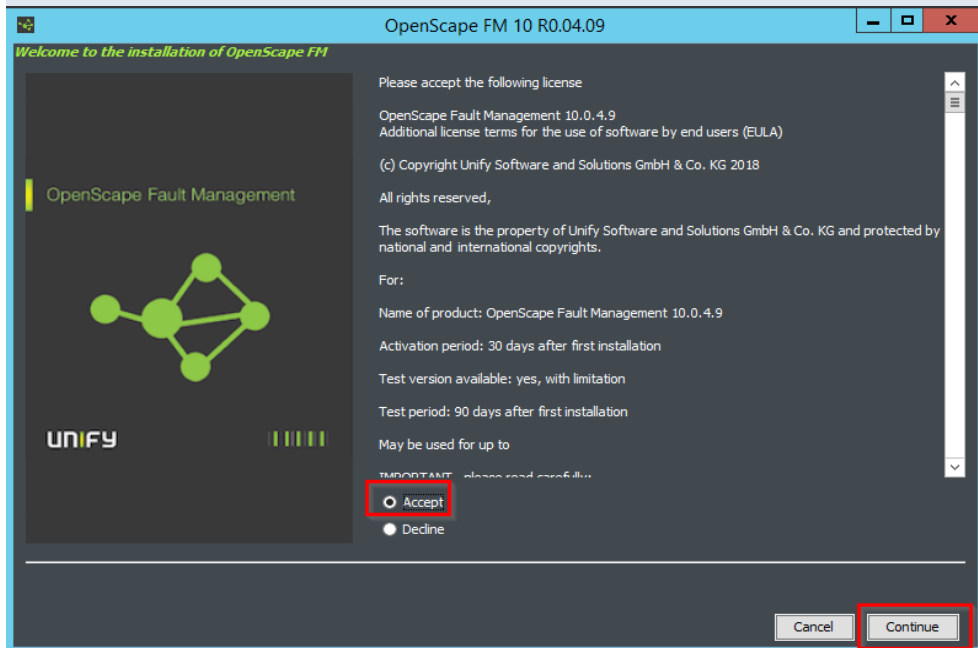 OpenScape FM 10 R0.04.09
Welcome to the installation of OpenScape FM
OpenScape Fault Management
UNIFY
Please accept the following license
OpenScape Fault Management 10.0.4.9
Additional license terms for the use of software by end users (EULA)
(c) Copyright Unify Software and Solutions GmbH & Co. KG 2018
All rights reserved,
The software is the property of Unify Software and Solutions GmbH & Co. KG and protected by
national and international copyrights.
For:
Name of product: OpenScape Fault Management 10.0.4.9
Activation period: 30 days after first installation
Test version available: yes, with limitation
Test period: 90 days after first installation
May be used for up to
IMPORTANT - please read carefully:
Accept
Decline
Cancel
Continue